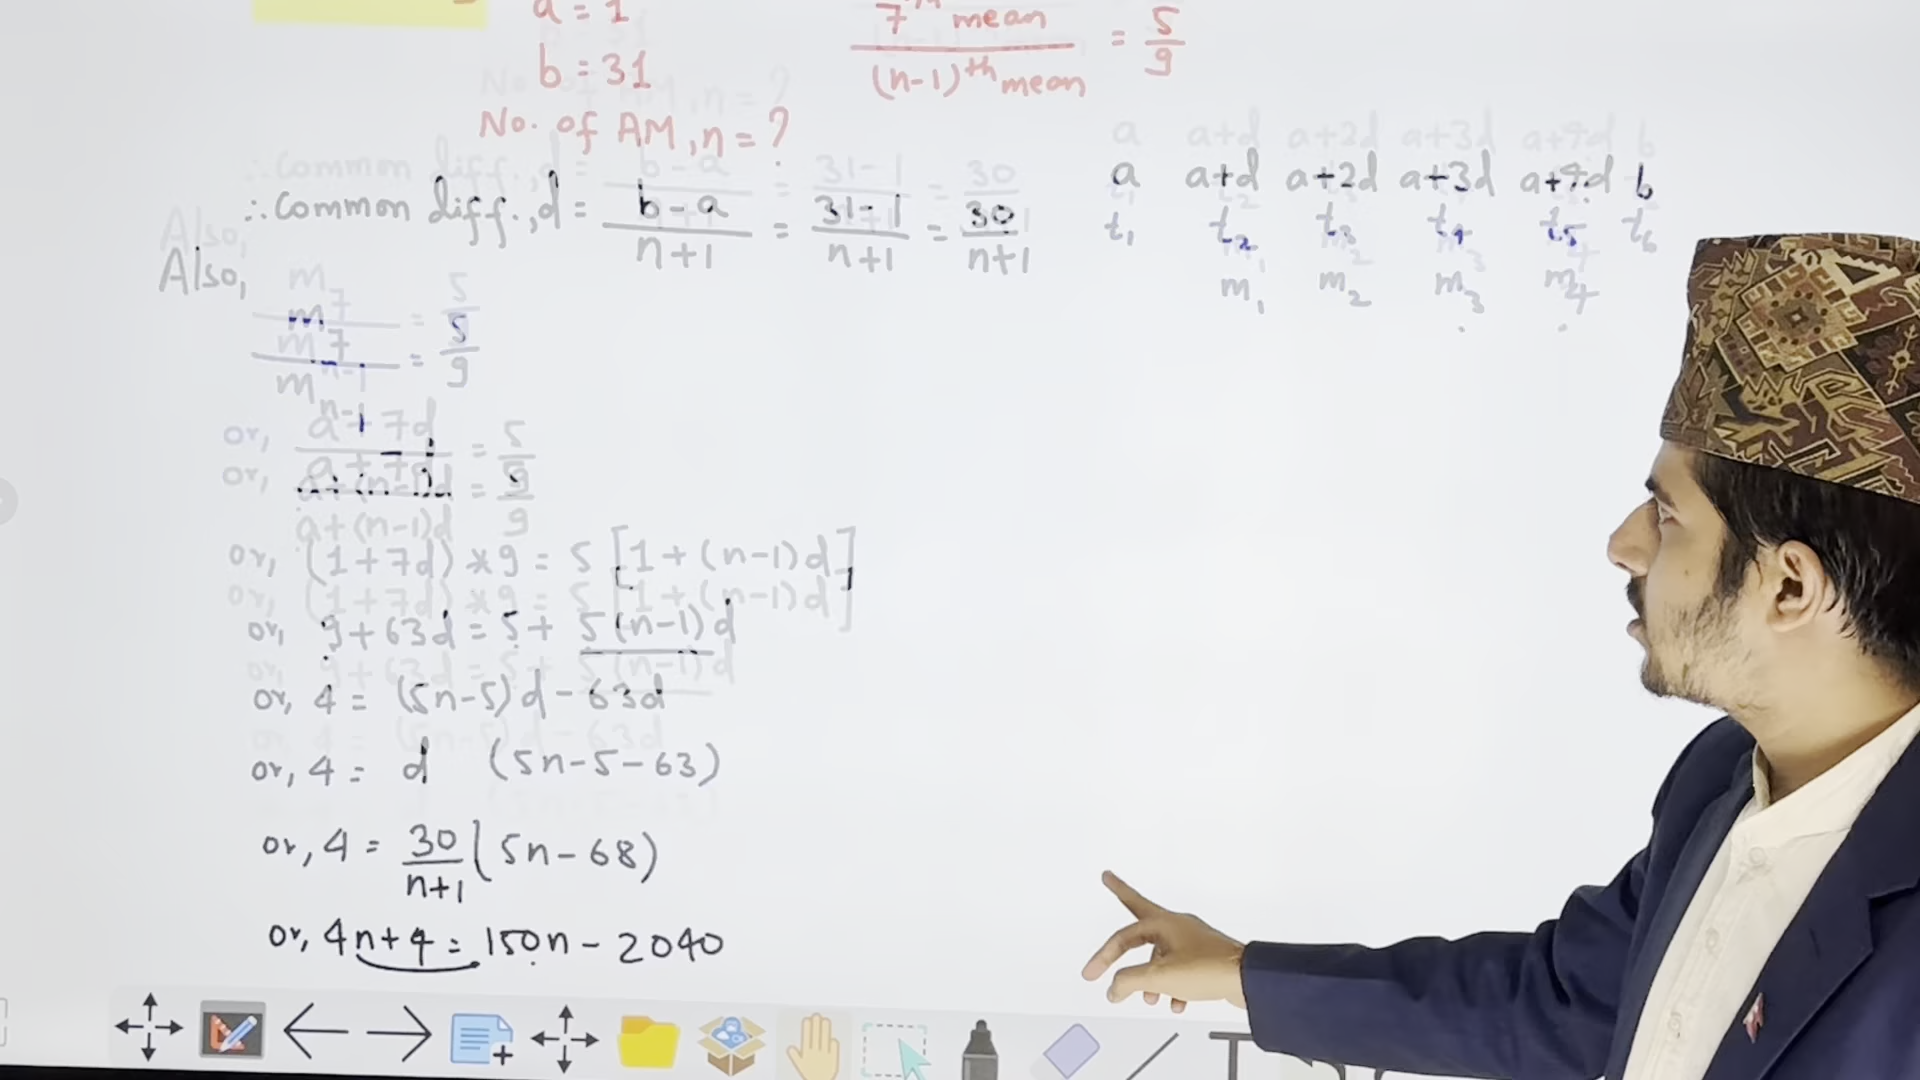 a = 1
b = 31
No. of AM, n = ?
7th mean / (n-1)th mean = 5/9
∴ Common diff., d = b-a / n+1 = 31-1 / n+1 = 30 / n+1
a a+d a+2d a+3d a+4d b
t1 t2 t3 t4 t5 t6
m1 m2 m3 m4
Also,
m7 / mn-1 = 5/9
or, a+7d / a+(n-1)d = 5/9
or, (1+7d)*9 = 5[1+(n-1)d]
or, 9+63d = 5+5(n-1)d
or, 4 = (5n-5)d-63d
or, 4 = d (5n-5-63)
or, 4 = 30/n+1 (5n-68)
or, 4n+4 = 150n-2040